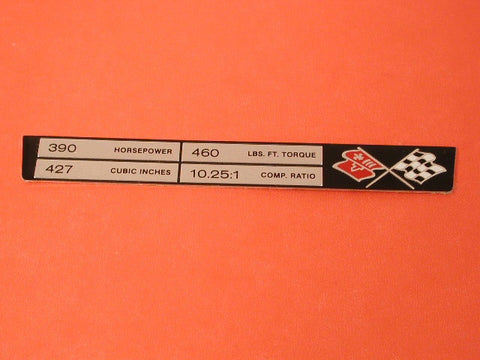 390 HORSEPOWER 460 LBS. FT. TORQUE
427 CUBIC INCHES 10.25:1 COMP. RATIO